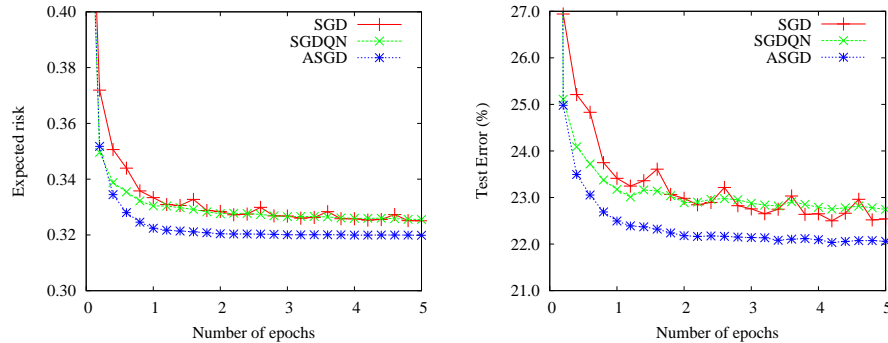 0.40
0.38
0.36
0.34
0.32
0.30
Expected risk
0 1 2 3 4 5
Number of epochs
SGD
SGDQN
ASGD
27.0
26.0
25.0
24.0
23.0
22.0
21.0
Test Error (%)
0 1 2 3 4 5
Number of epochs
SGD
SGDQN
ASGD